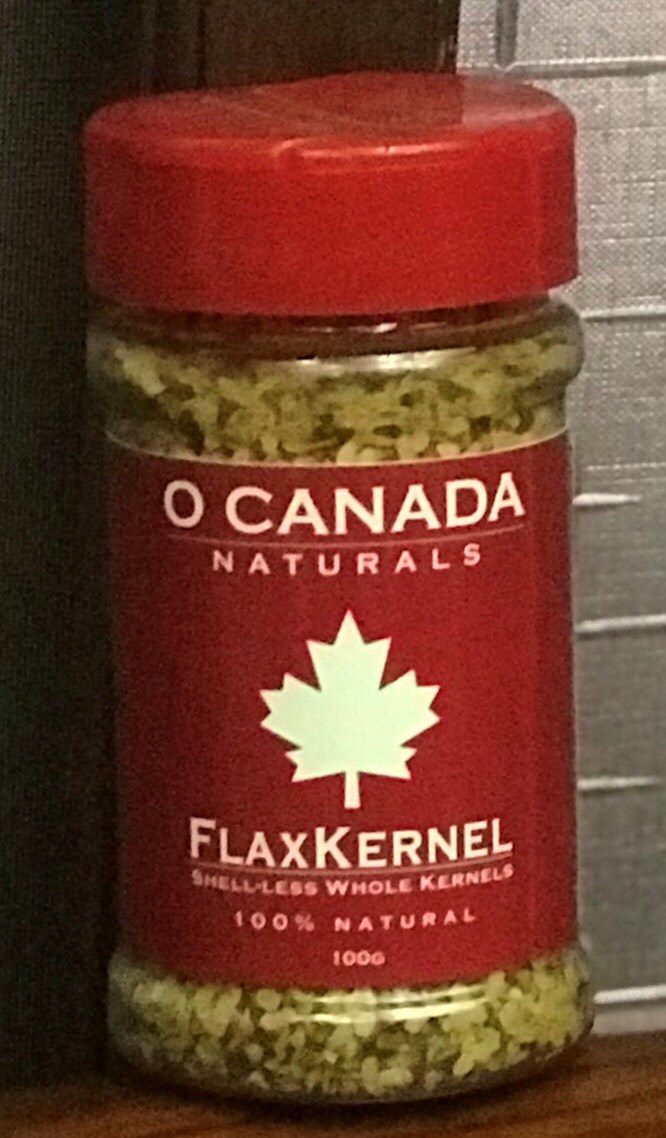 O CANADA
NATURALS
FLAXKERNEL
SHELL-LESS WHOLE KERNELS
100% NATURAL
100G